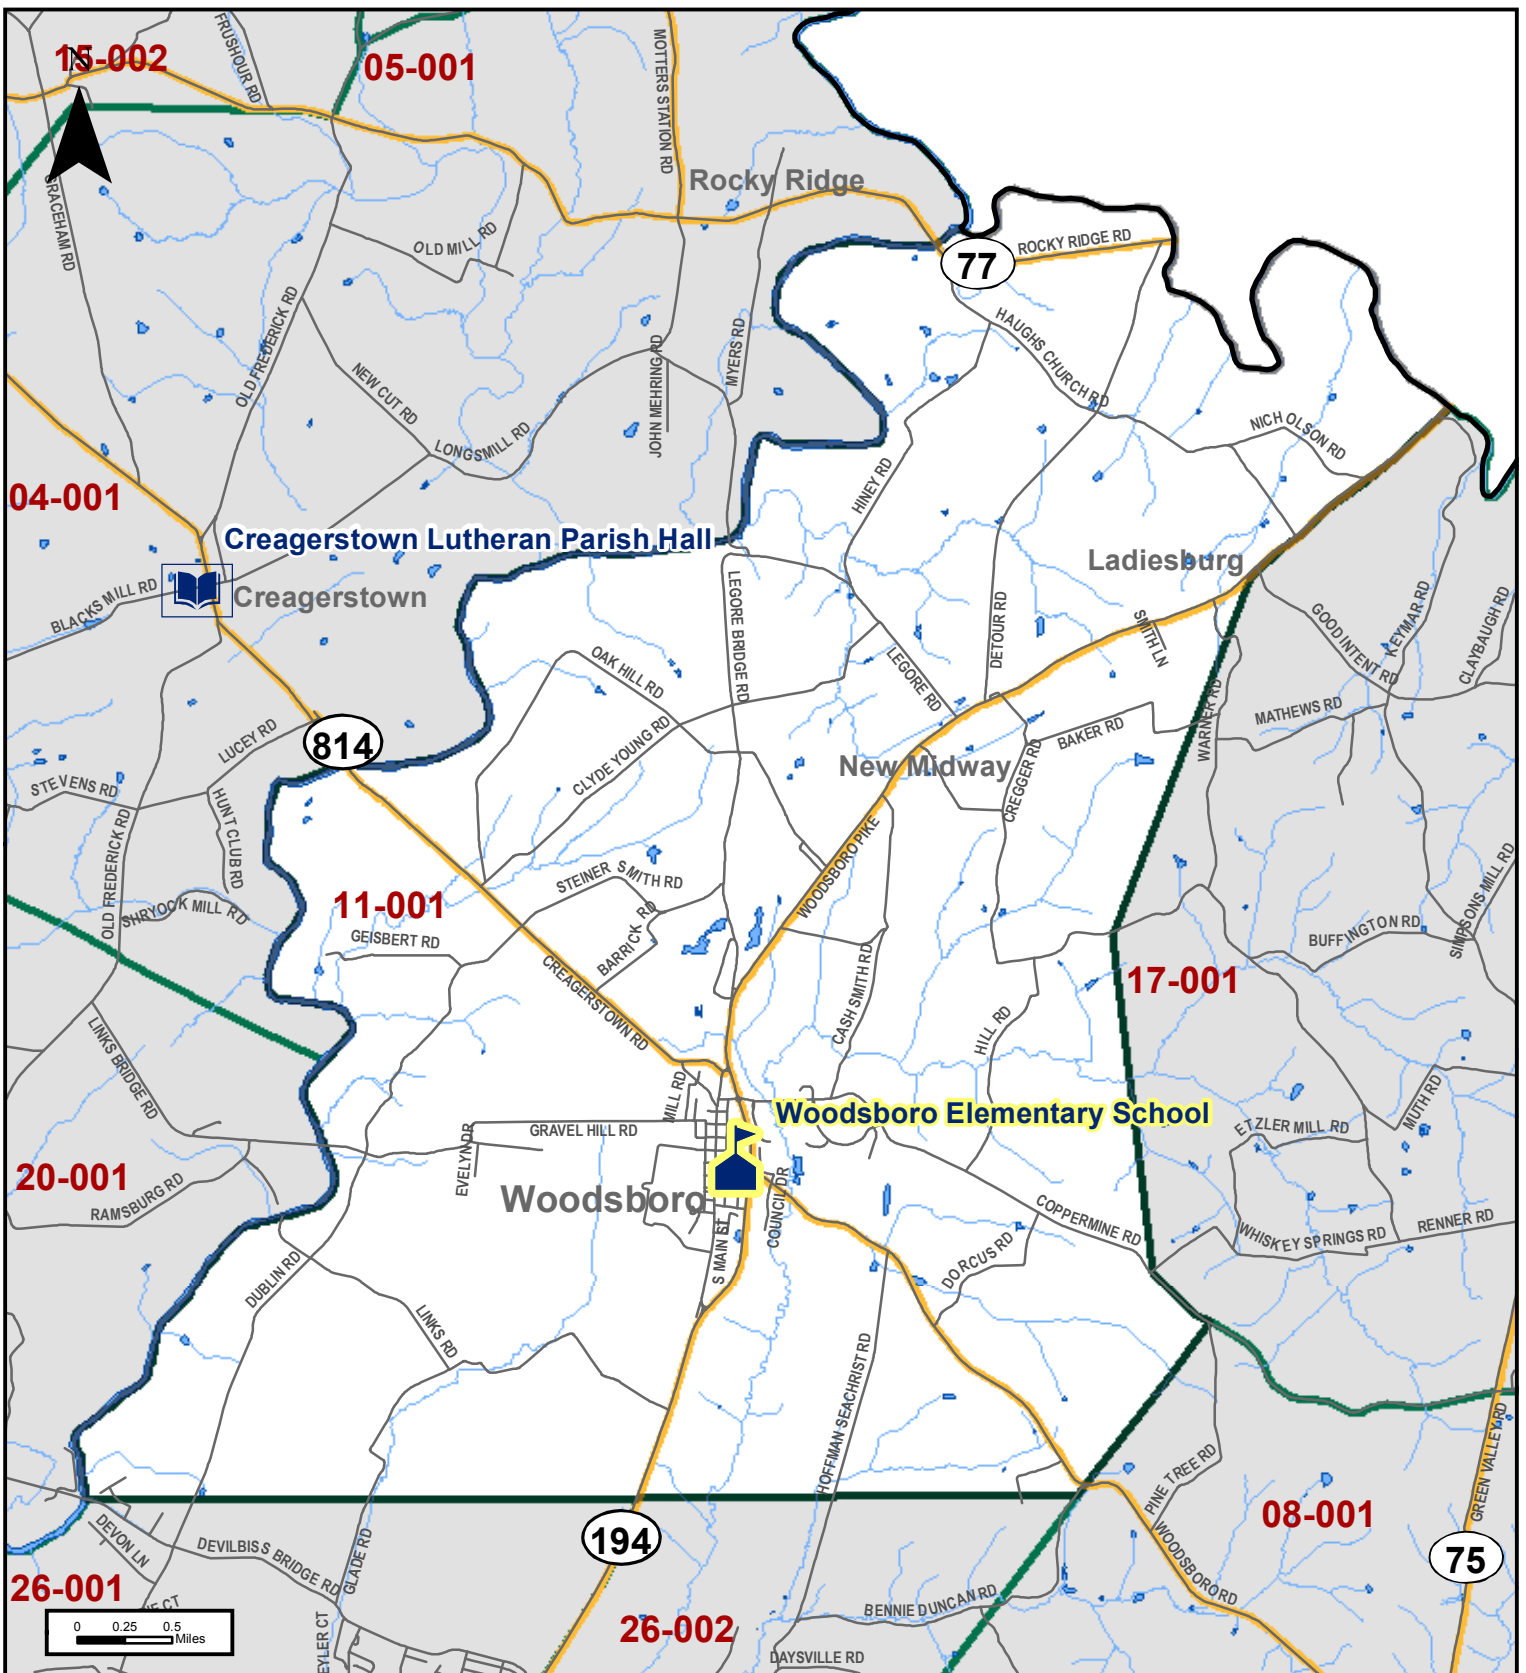 15-002
N
FRUSHOUR RD
05-001
MOTTERS STATION RD
Rocky Ridge
GRACEHAM RD
OLD MILL RD
77
ROCKY RIDGE RD
OLD FREDERICK RD
NEW CUT RD
LONGSMILL RD
JOHN MEHRING RD
MYERS RD
HAUGHS CHURCH RD
NICH OLSON RD
HINEY RD
04-001
Creagerstown Lutheran Parish Hall
Creagerstown
BLACKS MILL RD
Ladiesburg
LEGORE BRIDGE RD
DETOUR RD
SMITH LN
GOOD INTENT RD
KEYMAR RD
CLAYBAUGH RD
OAK HILL RD
LEGORE RD
LUCEY RD
814
CLYDE YOUNG RD
BAKER RD
WARNER RD
MATHEWS RD
New Midway
CREGGER RD
STEVENS RD
HUNT CLUB RD
OLD FREDERICK RD
SHRYOCK MILL RD
11-001
GEISBERT RD
STEINER SMITH RD
BARRICK RD
WOODSBORO PIKE
CREAGERSTOWN RD
CASH SMITH RD
BUFFINGTON RD
SIMPSONS MILL RD
17-001
HILL RD
LINKS BRIDGE RD
MILL RD
Woodsboro Elementary School
GRAVEL HILL RD
EVELYN DR
ETZLER MILL RD
MUTH RD
20-001
RAMSBURG RD
Woodsboro
S MAIN ST
COUNCIL DR
COPPERMINE RD
WHISKEY SPRINGS RD
RENNER RD
DUBLIN RD
DORCUS RD
LINKS RD
HOFFMAN SEACHRIST RD
GREEN VALLEY RD
PINE TREE RD
08-001
194
75
DEVON LN
DEVILBISS BRIDGE RD
GLADE RD
WOODSBORO RD
26-001
BENNIE DUNCAN RD
26-002
DAYSVILLE RD
0 0.25 0.5
Miles